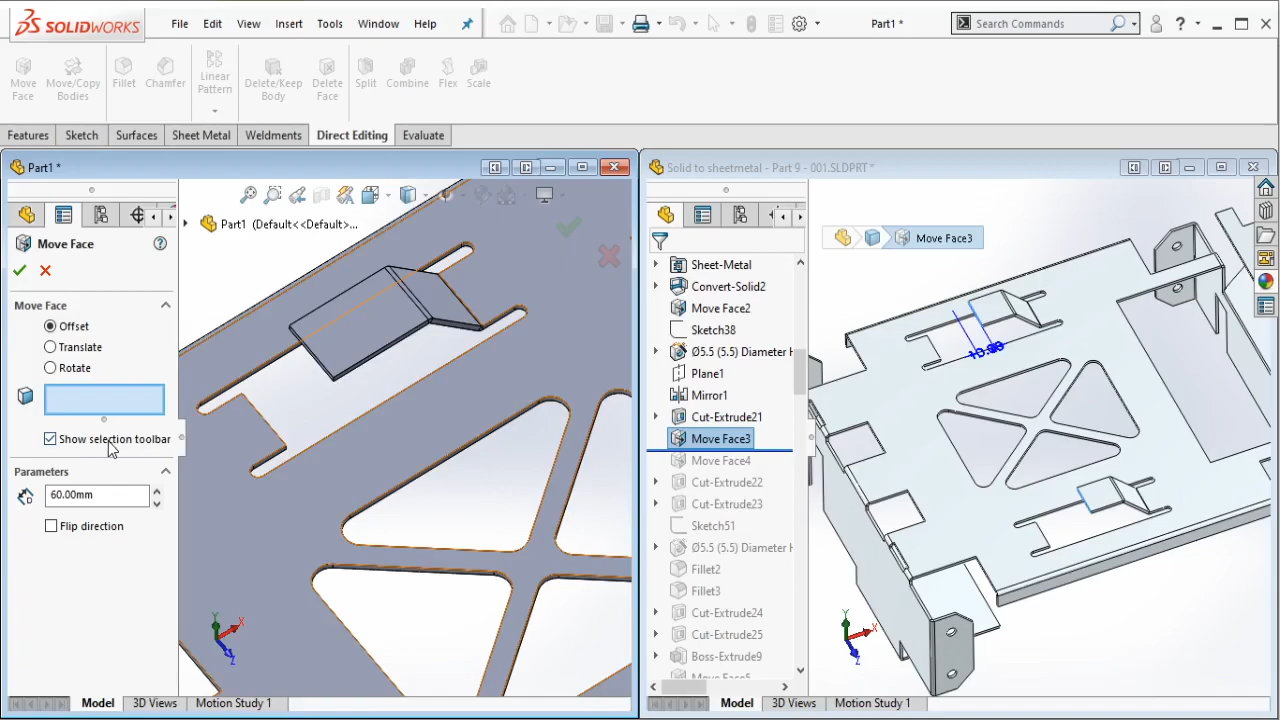 SOLIDWORKS File Edit View Insert Tools Window Help Part1 * Search Commands
Move Face Move/Copy Bodies Fillet Chamfer Linear Pattern Delete/Keep Body Delete Face Split Combine Flex Scale
Features Sketch Surfaces Sheet Metal Weldments Direct Editing Evaluate
Part1 *
Part1 (Default<<Default>...
Move Face
Move Face
Offset
Translate
Rotate
Show selection toolbar
Parameters
60.00mm
Flip direction
Y
X
Z
Model 3D Views Motion Study 1
Solid to sheetmetal - Part 9 - 001.SLDPRT *
Move Face3
Sheet-Metal
Convert-Solid2
Move Face2
Sketch38
Ø5.5 (5.5) Diameter H
Plane1
Mirror1
Cut-Extrude21
Move Face3
Move Face4
Cut-Extrude22
Cut-Extrude23
Sketch51
Ø5.5 (5.5) Diameter H
Fillet2
Fillet3
Cut-Extrude24
Cut-Extrude25
Boss-Extrude9
Move Face5
Y
X
Z
Model 3D Views Motion Study 1